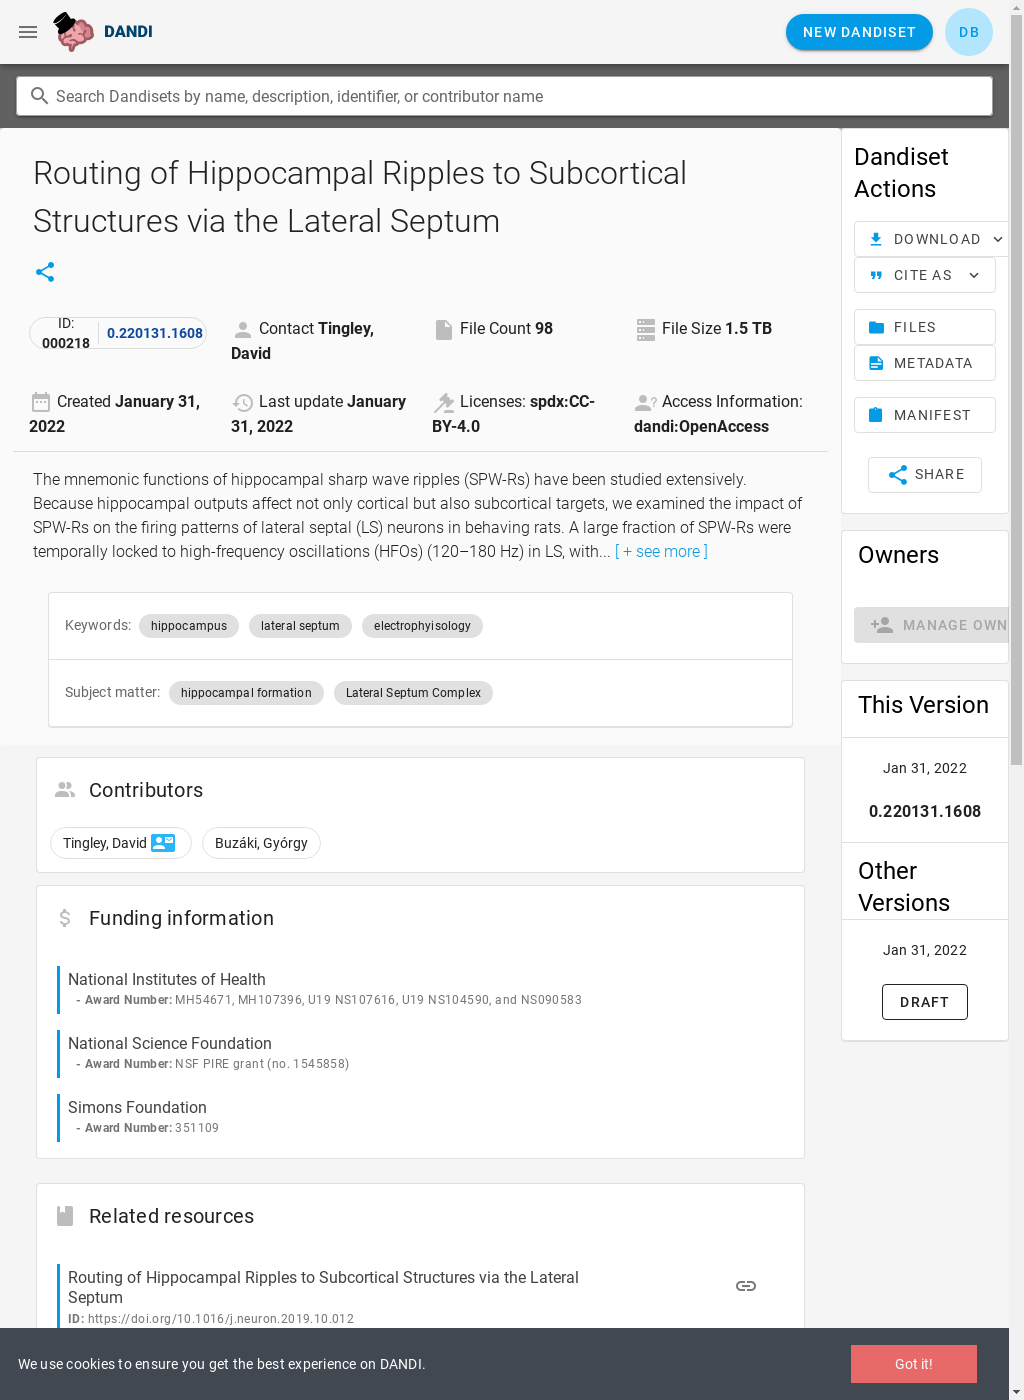 DANDI
NEW DANDISET
DB
Search Dandisets by name, description, identifier, or contributor name
Routing of Hippocampal Ripples to Subcortical
Structures via the Lateral Septum
ID:
000218
0.220131.1608
Contact Tingley,
David
File Count 98
File Size 1.5 TB
Created January 31,
2022
Last update January
31, 2022
Licenses: spdx:CC-
BY-4.0
Access Information:
dandi:OpenAccess
The mnemonic functions of hippocampal sharp wave ripples (SPW-Rs) have been studied extensively.
Because hippocampal outputs affect not only cortical but also subcortical targets, we examined the impact of
SPW-Rs on the firing patterns of lateral septal (LS) neurons in behaving rats. A large fraction of SPW-Rs were
temporally locked to high-frequency oscillations (HFOs) (120–180 Hz) in LS, with... [ + see more ]
Keywords: hippocampus lateral septum electrophyisology
Subject matter: hippocampal formation Lateral Septum Complex
Contributors
Tingley, David
Buzáki, Gyórgy
Funding information
National Institutes of Health
- Award Number: MH54671, MH107396, U19 NS107616, U19 NS104590, and NS090583
National Science Foundation
- Award Number: NSF PIRE grant (no. 1545858)
Simons Foundation
- Award Number: 351109
Related resources
Routing of Hippocampal Ripples to Subcortical Structures via the Lateral
Septum
ID: https://doi.org/10.1016/j.neuron.2019.10.012
Dandiset
Actions
DOWNLOAD
CITE AS
FILES
METADATA
MANIFEST
SHARE
Owners
MANAGE OWN
This Version
Jan 31, 2022
0.220131.1608
Other
Versions
Jan 31, 2022
DRAFT
We use cookies to ensure you get the best experience on DANDI.
Got it!